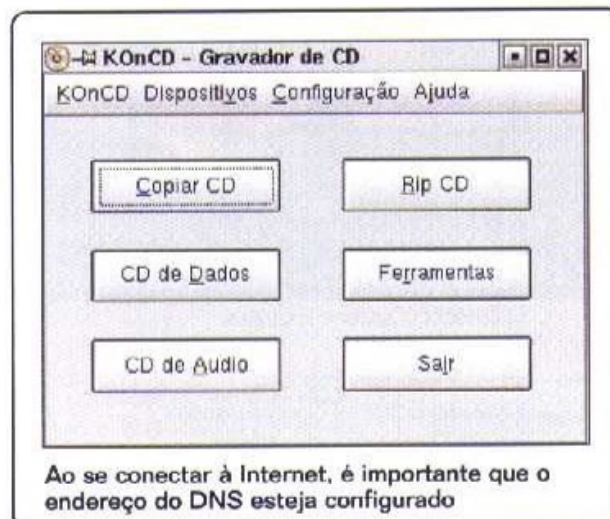 KOnCD - Gravador de CD
KOnCD Dispositivos Configuração Ajuda
Copiar CD
Rip CD
CD de Dados
Ferramentas
CD de Audio
Sair
Ao se conectar à Internet, é importante que o
endereço do DNS esteja configurado